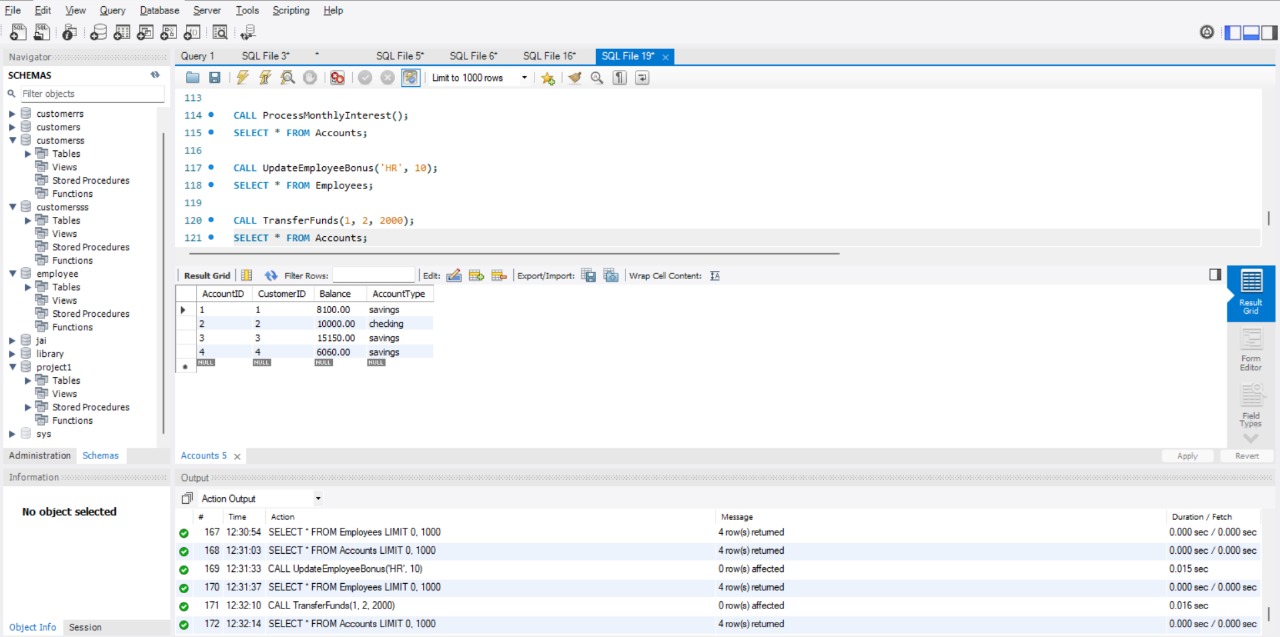 File Edit View Query Database Server Tools Scripting Help
Navigator
SCHEMAS
Filter objects
customerrs
customers
customerss
Tables
Views
Stored Procedures
Functions
customersss
Tables
Views
Stored Procedures
Functions
employee
Tables
Views
Stored Procedures
Functions
jai
library
project1
Tables
Views
Stored Procedures
Functions
sys
Administration Schemas
Information
No object selected
Object Info Session
Query 1 SQL File 3* * SQL File 5* SQL File 6* SQL File 16* SQL File 19*
Limit to 1000 rows
113
114 CALL ProcessMonthlyInterest();
115 SELECT * FROM Accounts;
116
117 CALL UpdateEmployeeBonus('HR', 10);
118 SELECT * FROM Employees;
119
120 CALL TransferFunds(1, 2, 2000);
121 SELECT * FROM Accounts;
Result Grid Filter Rows: Edit: Export/Import: Wrap Cell Content:
AccountID CustomerID Balance AccountType
1 1 8100.00 savings
2 2 10000.00 checking
3 3 15150.00 savings
4 4 6060.00 savings
NULL NULL NULL NULL
Result
Grid
Form
Editor
Field
Types
Accounts 5 Apply Revert
Output
Action Output
# Time Action Message Duration / Fetch
167 12:30:54 SELECT * FROM Employees LIMIT 0, 1000 4 row(s) returned 0.000 sec / 0.000 sec
168 12:31:03 SELECT * FROM Accounts LIMIT 0, 1000 4 row(s) returned 0.000 sec / 0.000 sec
169 12:31:33 CALL UpdateEmployeeBonus('HR', 10) 0 row(s) affected 0.015 sec
170 12:31:37 SELECT * FROM Employees LIMIT 0, 1000 4 row(s) returned 0.000 sec / 0.000 sec
171 12:32:10 CALL TransferFunds(1, 2, 2000) 0 row(s) affected 0.016 sec
172 12:32:14 SELECT * FROM Accounts LIMIT 0, 1000 4 row(s) returned 0.000 sec / 0.000 sec